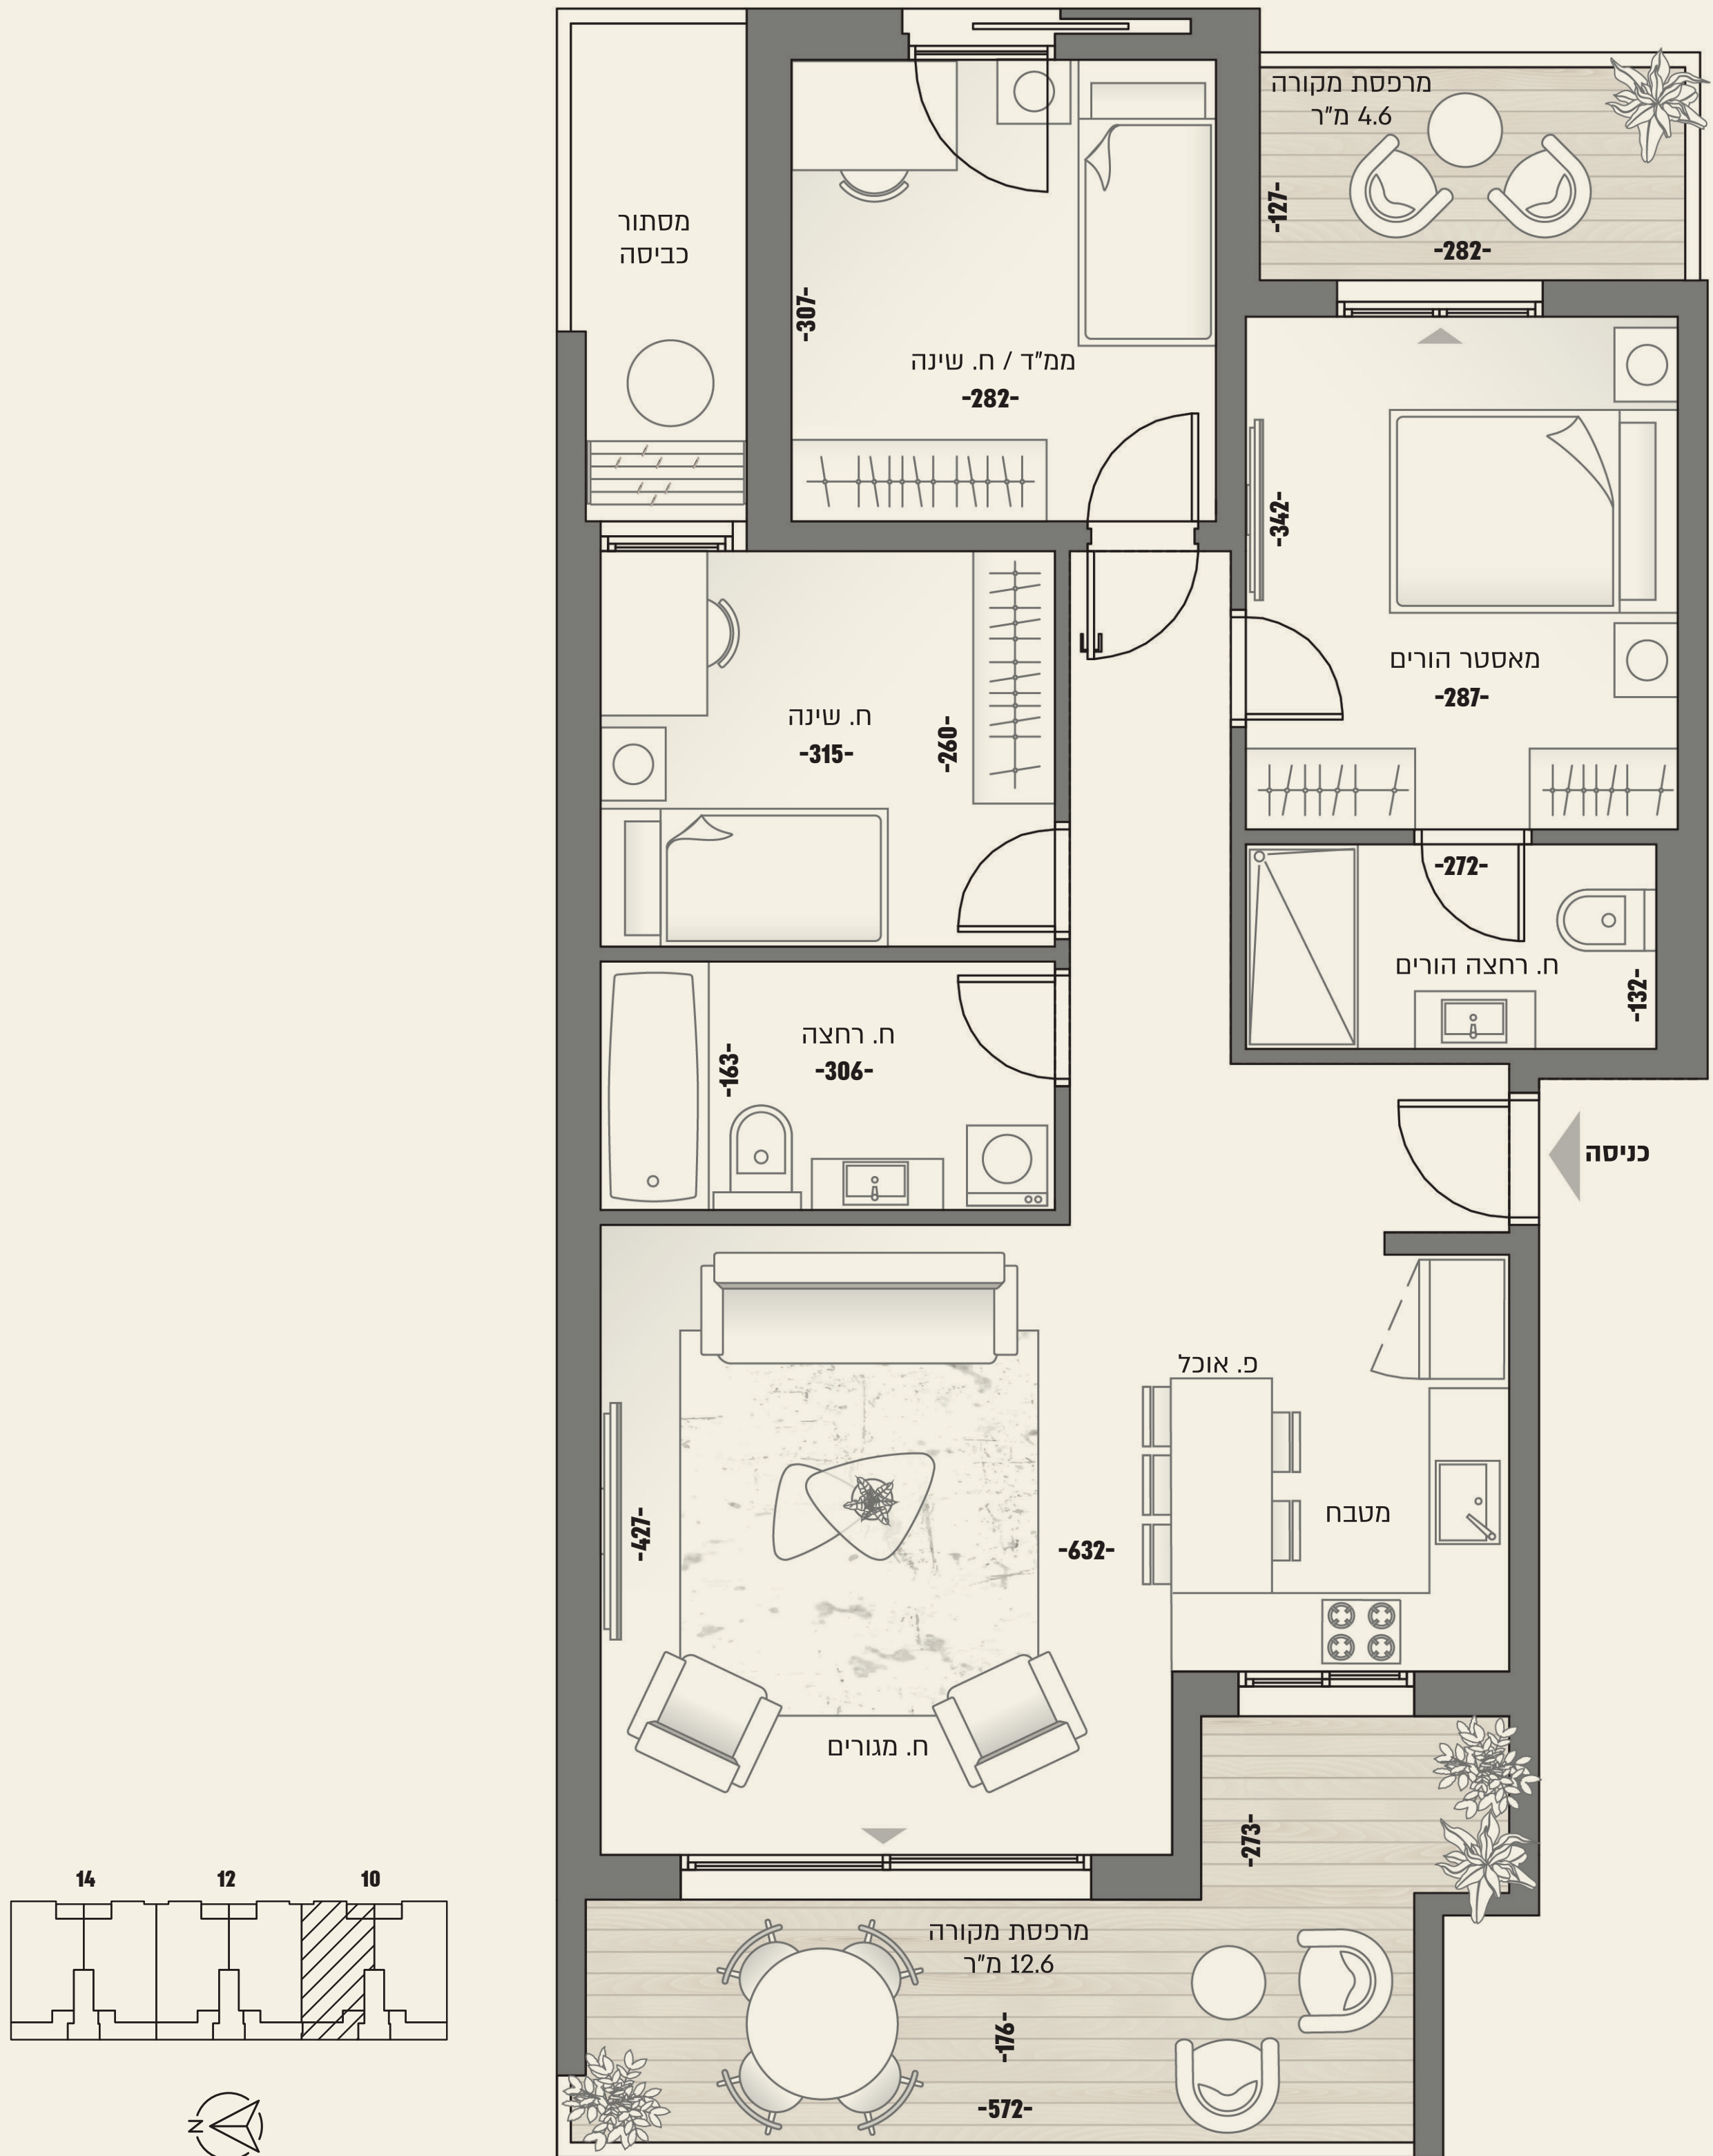 מרפסת מקורה
4.6 מ"ר
-127-
-282-
מסתור
כביסה
-307-
ממ"ד / ח. שינה
-282-
-342-
מאסטר הורים
-287-
ח. שינה
-315-
-260-
-272-
ח. רחצה הורים
-132-
ח. רחצה
-306-
-163-
כניסה
פ. אוכל
מטבח
-427-
-632-
ח. מגורים
-273-
מרפסת מקורה
12.6 מ"ר
-176-
-572-
14 12 10
N